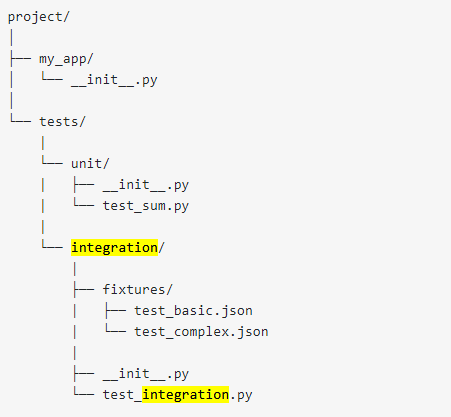 project/
│
├── my_app/
│   └── __init__.py
│
└── tests/
    |
    └── unit/
    |   ├── __init__.py
    |   └── test_sum.py
    |
    └── integration/
        |
        ├── fixtures/
        |   ├── test_basic.json
        |   └── test_complex.json
        |
        ├── __init__.py
        └── test_integration.py